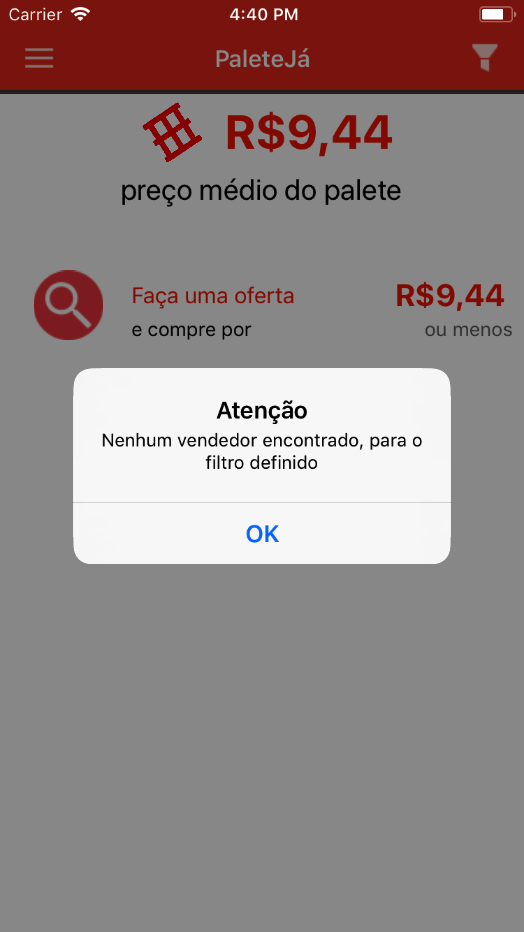 Carrier 4:40 PM
PaleteJá
R$9,44
preço médio do palete
Faça uma oferta R$9,44
e compre por ou menos
Atenção
Nenhum vendedor encontrado, para o
filtro definido
OK